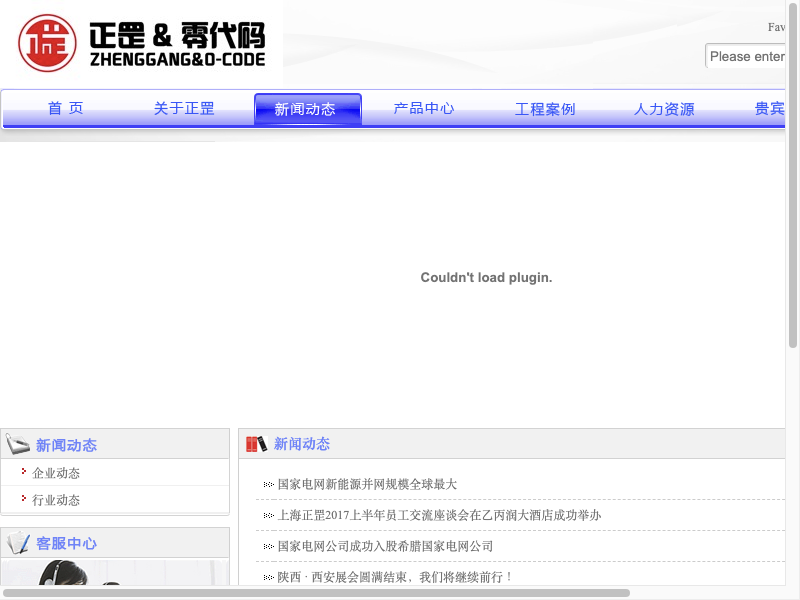 正罡 & 零代码
ZHENGGANG&0-CODE
Fav
Please enter
首 页
关于正罡
新闻动态
产品中心
工程案例
人力资源
贵宾
Couldn't load plugin.
新闻动态
企业动态
行业动态
客服中心
新闻动态
国家电网新能源并网规模全球最大
上海正罡2017上半年员工交流座谈会在乙丙润大酒店成功举办
国家电网公司成功入股希腊国家电网公司
陕西 · 西安展会圆满结束，我们将继续前行！